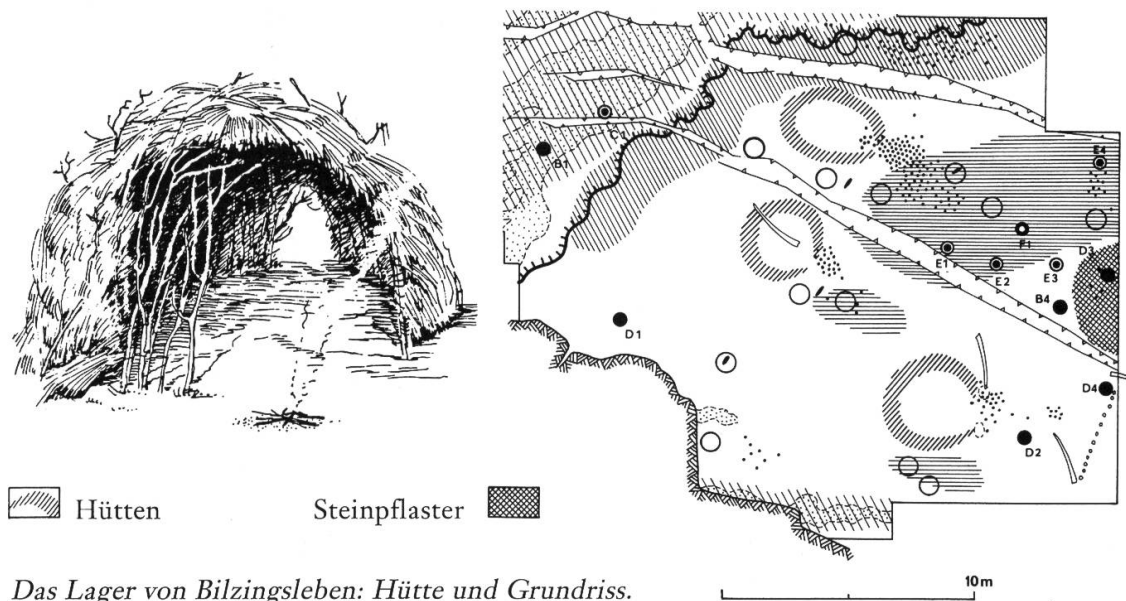 B1
C1
E4
F1
D3
E1
E2
E3
B4
D1
D4
D2
Hütten
Steinpflaster
Das Lager von Bilzingsleben: Hütte und Grundriss.
10 m